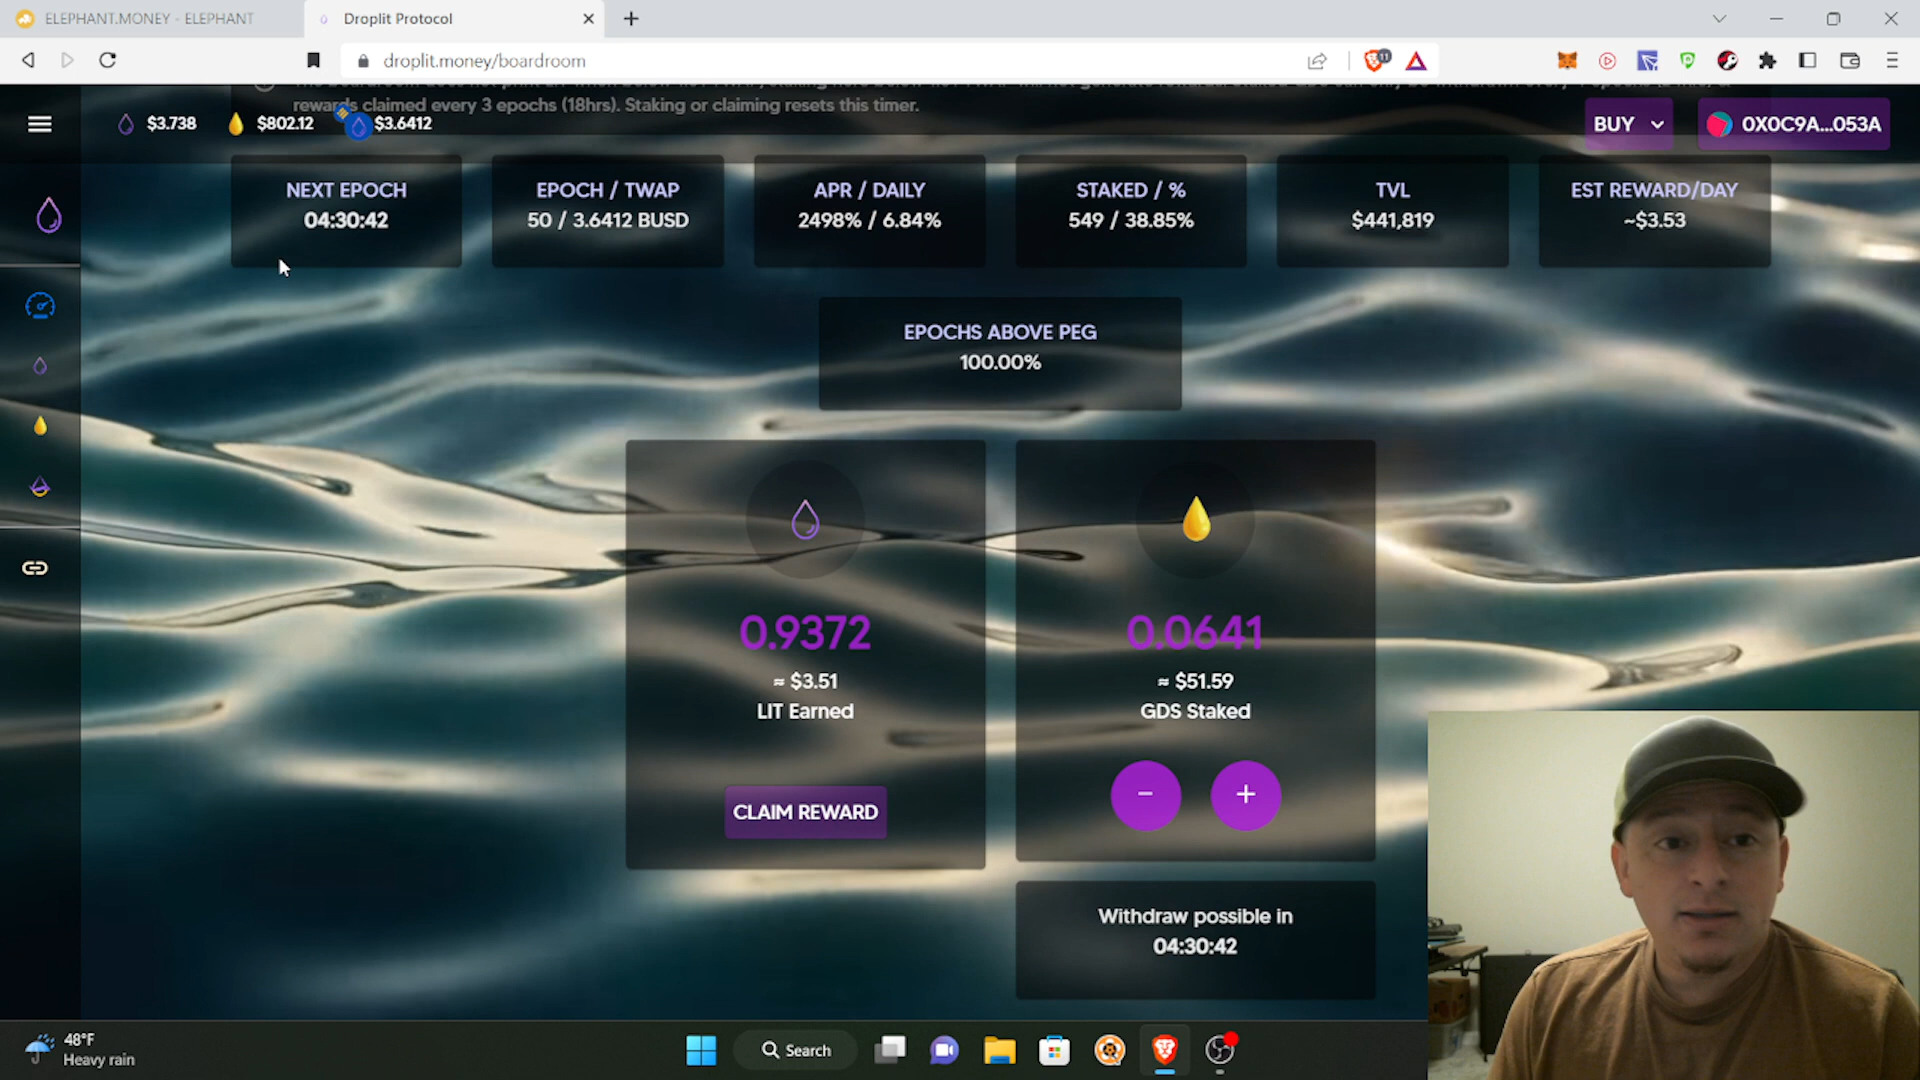 ELEPHANT.MONEY - ELEPHANT
Droplit Protocol
droplit.money/boardroom
11
rewards claimed every 3 epochs (18hrs). Staking or claiming resets this timer.
$3.738
$802.12
$3.6412
BUY
0X0C9A...053A
NEXT EPOCH
04:30:42
EPOCH / TWAP
50 / 3.6412 BUSD
APR / DAILY
2498% / 6.84%
STAKED / %
549 / 38.85%
TVL
$441,819
EST REWARD/DAY
~$3.53
EPOCHS ABOVE PEG
100.00%
0.9372
≈ $3.51
LIT Earned
CLAIM REWARD
0.0641
≈ $51.59
GDS Staked
-
+
Withdraw possible in
04:30:42
48°F
Heavy rain
Search